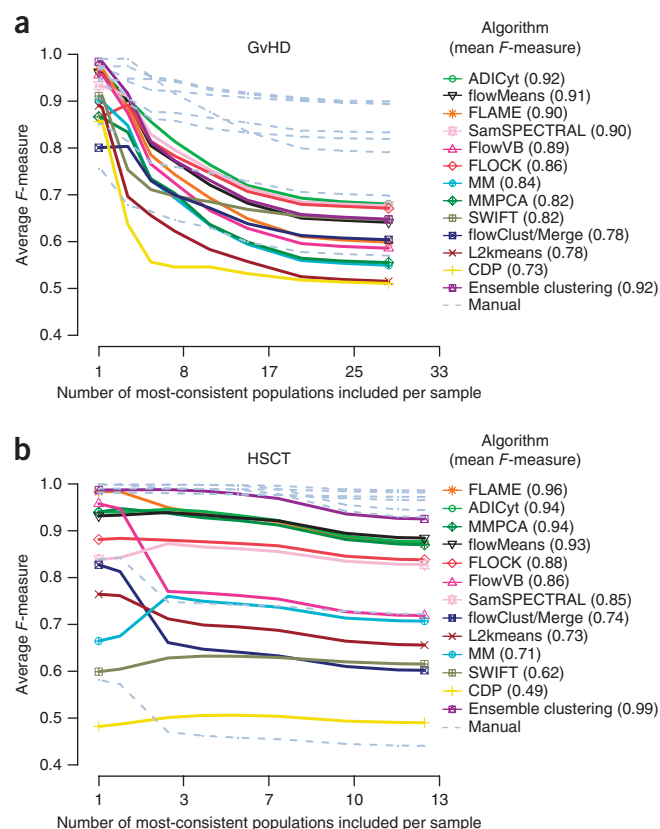 a
GvHD
Algorithm
(mean F-measure)
1.0
0.9
0.8
0.7
0.6
0.5
0.4
Average F-measure
ADICyt (0.92)
flowMeans (0.91)
FLAME (0.90)
SamSPECTRAL (0.90)
FlowVB (0.89)
FLOCK (0.86)
MM (0.84)
MMPCA (0.82)
SWIFT (0.82)
flowClust/Merge (0.78)
L2kmeans (0.78)
CDP (0.73)
Ensemble clustering (0.92)
Manual
1 8 17 25 33
Number of most-consistent populations included per sample
b
HSCT
Algorithm
(mean F-measure)
1.0
0.9
0.8
0.7
0.6
0.5
0.4
Average F-measure
FLAME (0.96)
ADICyt (0.94)
MMPCA (0.94)
flowMeans (0.93)
FLOCK (0.88)
FlowVB (0.86)
SamSPECTRAL (0.85)
flowClust/Merge (0.74)
L2kmeans (0.73)
MM (0.71)
SWIFT (0.62)
CDP (0.49)
Ensemble clustering (0.99)
Manual
1 3 7 10 13
Number of most-consistent populations included per sample